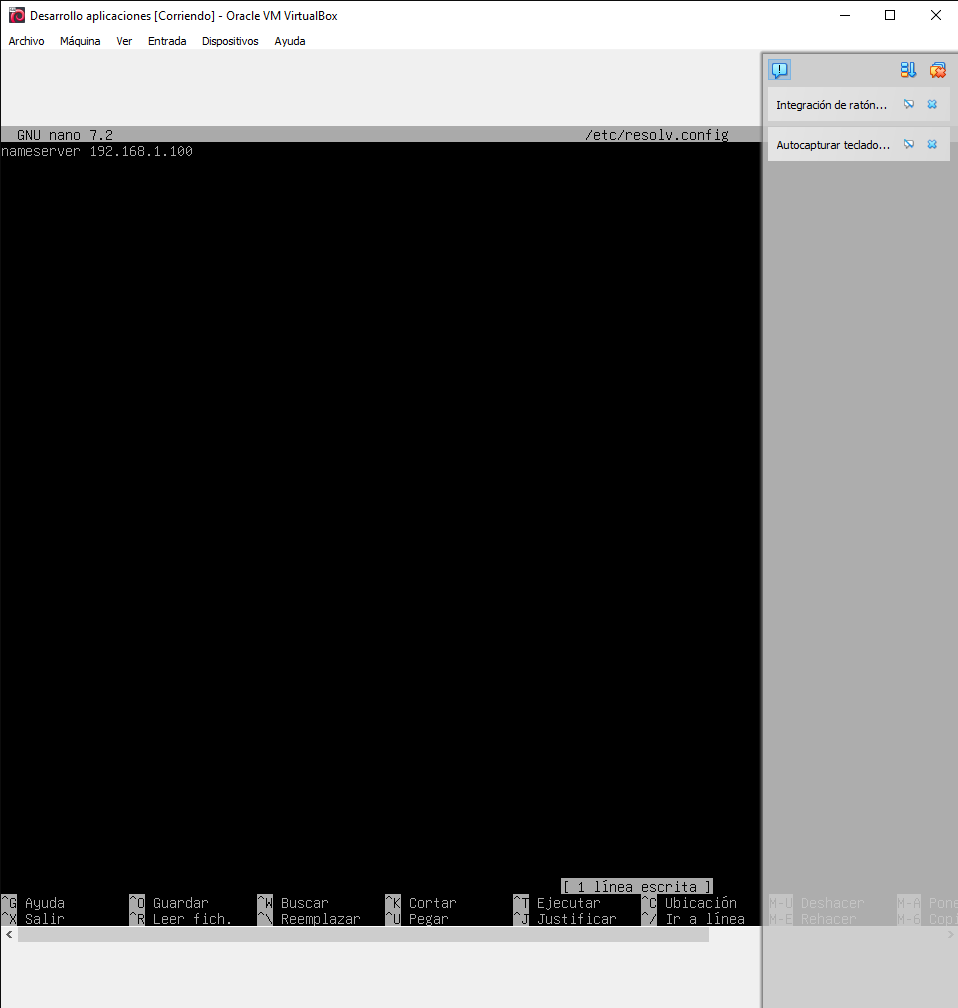 Desarrollo aplicaciones [Corriendo] - Oracle VM VirtualBox
Archivo Máquina Ver Entrada Dispositivos Ayuda
Integración de ratón...
Autocapturar teclado...
GNU nano 7.2 /etc/resolv.config
nameserver 192.168.1.100
[ 1 línea escrita ]
^G Ayuda ^O Guardar ^W Buscar ^K Cortar ^T Ejecutar ^C Ubicación M-U Deshacer M-A Pone
^X Salir ^R Leer fich. ^\ Reemplazar ^U Pegar ^J Justificar ^/ Ir a línea M-E Rehacer M-6 Copi